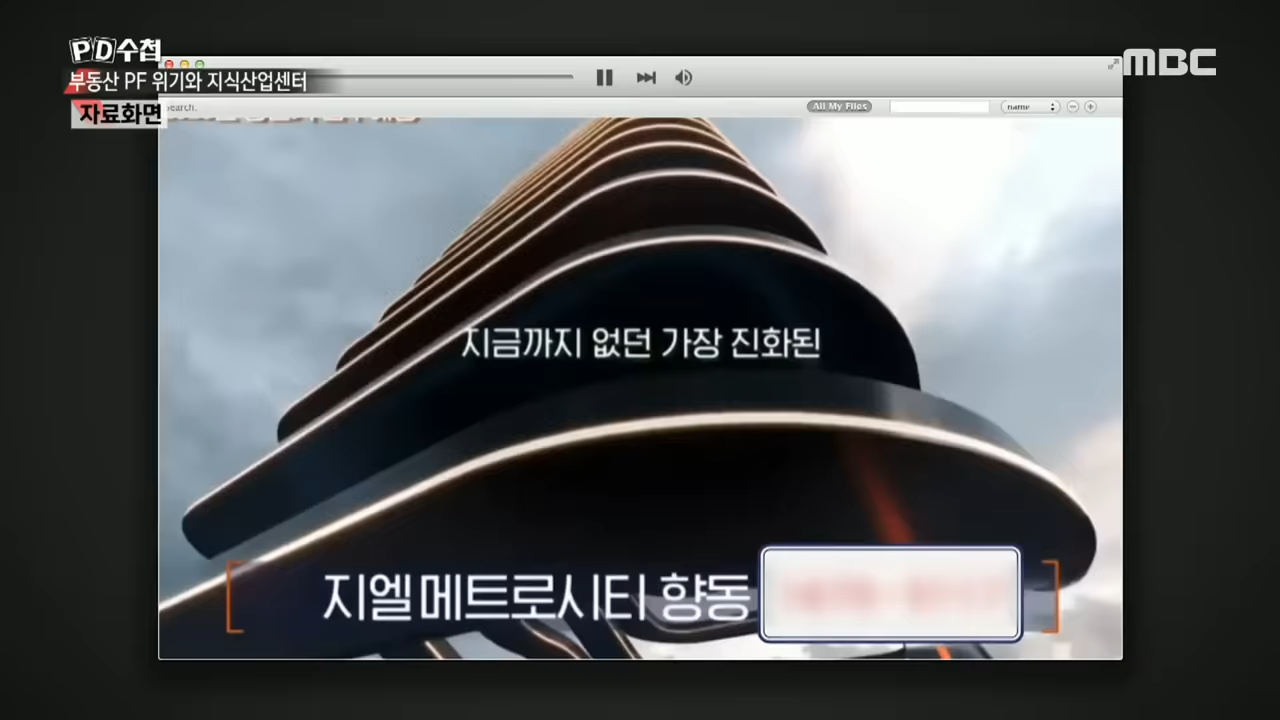 PD수첩
MBC
부동산 PF 위기와 지식산업센터
자료화면
All My Files
name
지금까지 없던 가장 진화된
지엘메트로시티 향동